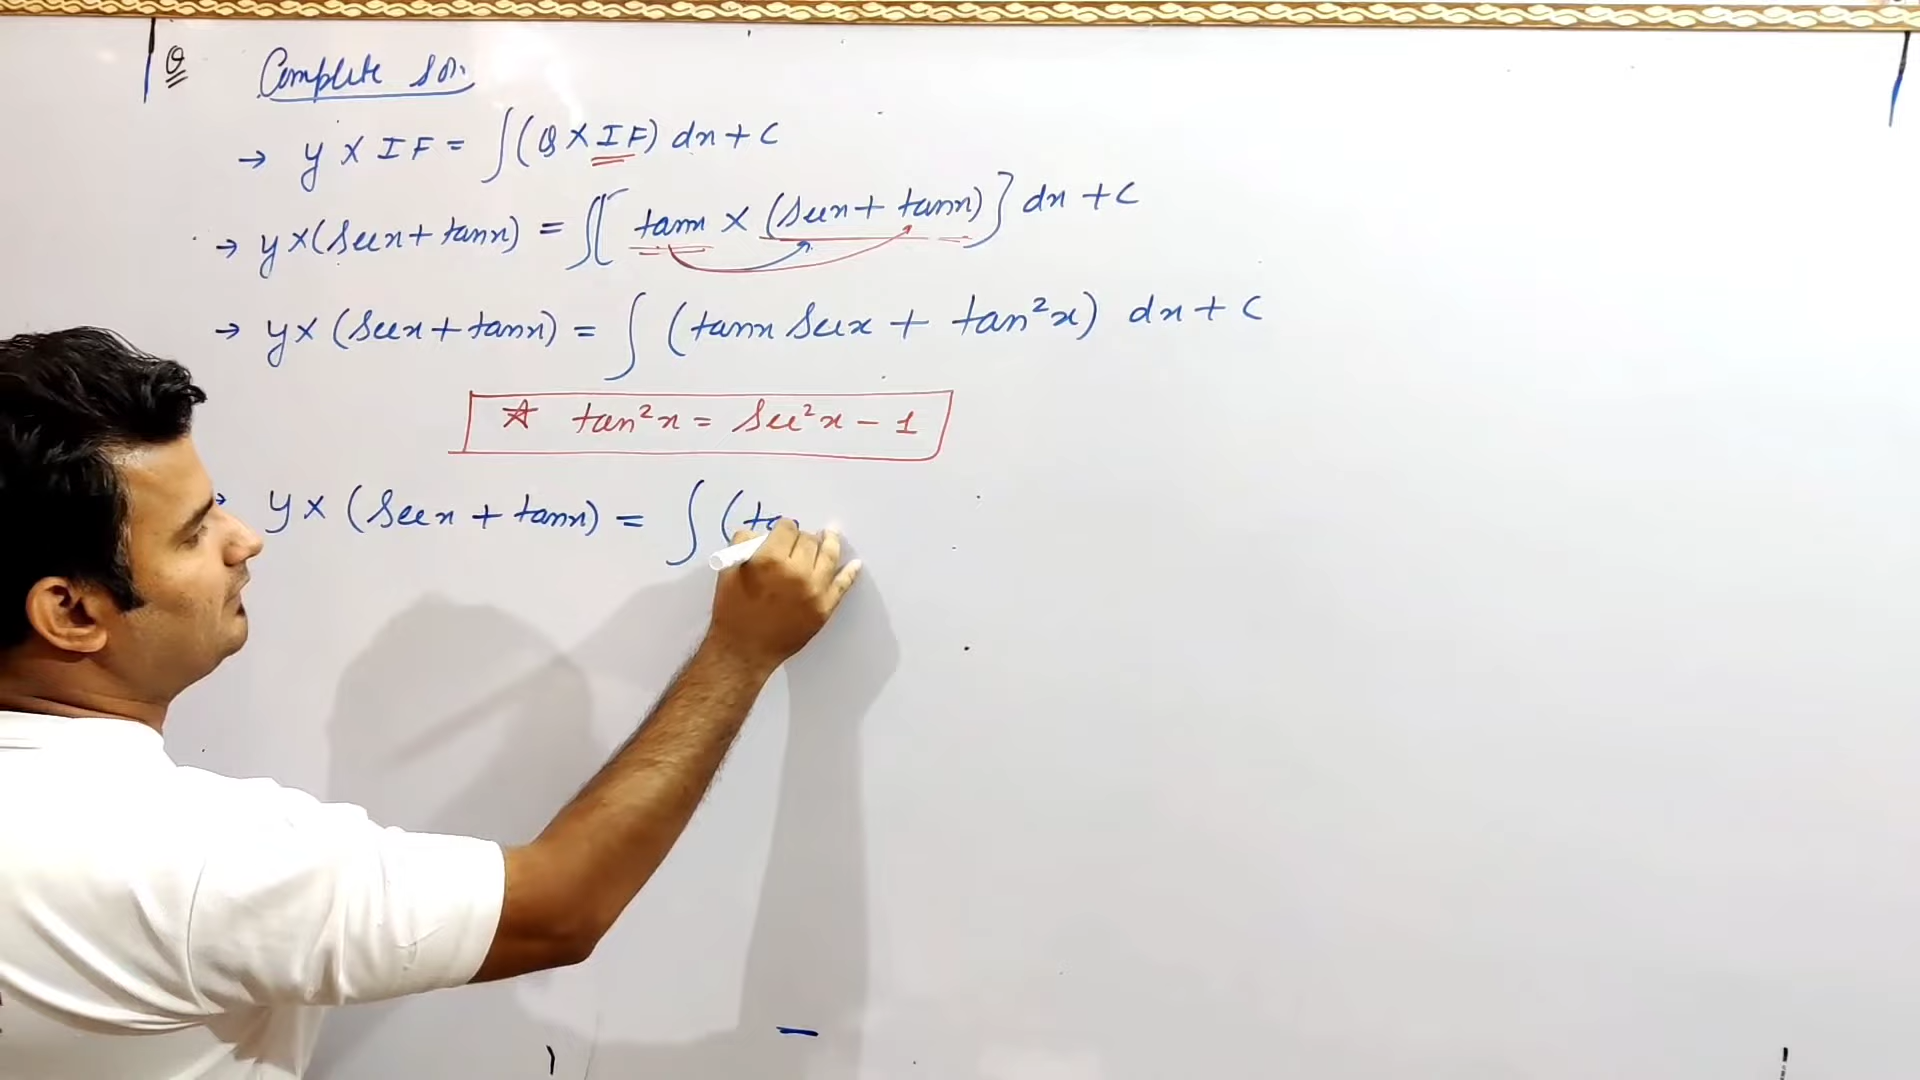 Q Complete Sol.
→ y × IF = ∫(Q × IF) dx + C
→ y×(Secx + tanx) = ∫[ tanx × (Secx + tanx)] dx + C
→ y×(Secx + tanx) = ∫ (tanx Secx + tan²x) dx + C
☆ tan²x = Sec²x - 1
→ y × (Secx + tanx) = ∫ (ta